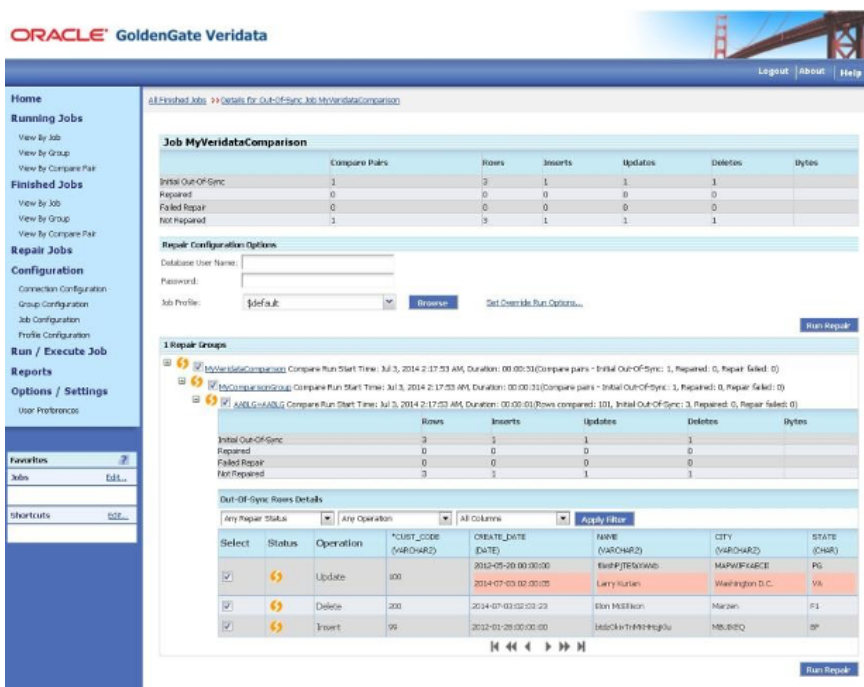 ORACLE GoldenGate Veridata
Logout About Help
Home
Running Jobs
View By Job
View By Group
View By Compare Pair
Finished Jobs
View By Job
View By Group
View By Compare Pair
Repair Jobs
Configuration
Connection Configuration
Group Configuration
Job Configuration
Profile Configuration
Run / Execute Job
Reports
Options / Settings
User Preferences
Favorites ?
Jobs Edit...
Shortcuts Edit...
All Finished Jobs >> Details for Out-Of-Sync Job MyVeridataComparison
Job MyVeridataComparison
Compare Pairs Rows Inserts Updates Deletes Bytes
Initial Out-Of-Sync 1 3 1 1 1
Repaired 0 0 0 0 0
Failed Repair 0 0 0 0 0
Not Repaired 1 3 1 1 1
Repair Configuration Options
Database User Name:
Password:
Job Profile: $default Browse Set Override Run Options...
Run Repair
1 Repair Groups
MyVeridataComparison Compare Run Start Time: Jul 3, 2014 2:17:53 AM, Duration: 00:00:31(Compare pairs - Initial Out-Of-Sync: 1, Repaired: 0, Repair failed: 0)
MyComparisonGroup Compare Run Start Time: Jul 3, 2014 2:17:53 AM, Duration: 00:00:31(Compare pairs - Initial Out-Of-Sync: 1, Repaired: 0, Repair failed: 0)
Compare Run Start Time: Jul 3, 2014 2:17:53 AM, Duration: 00:00:01(Rows compared: 101, Initial Out-Of-Sync: 3, Repaired: 0, Repair failed: 0)
Rows Inserts Updates Deletes Bytes
Initial Out-Of-Sync 3 1 1 1
Repaired 0 0 0 0
Failed Repair 0 0 0 0
Not Repaired 3 1 1 1
Out-Of-Sync Rows Details
Any Repair Status Any Operation All Columns Apply Filter
Select Status Operation *CUST_CODE CREATE_DATE NAME CITY STATE
(VARCHAR2) (DATE) (VARCHAR2) (VARCHAR2) (CHAR)
2012-05-20:00:00:00 PG
Update 100
2014-07-03:02:00:05 Larry Kurian Washington D.C. VA
Delete 200 2014-07-03:02:03:23 Elon Marzen
Insert 99 2012-01-28:00:00:00
Run Repair